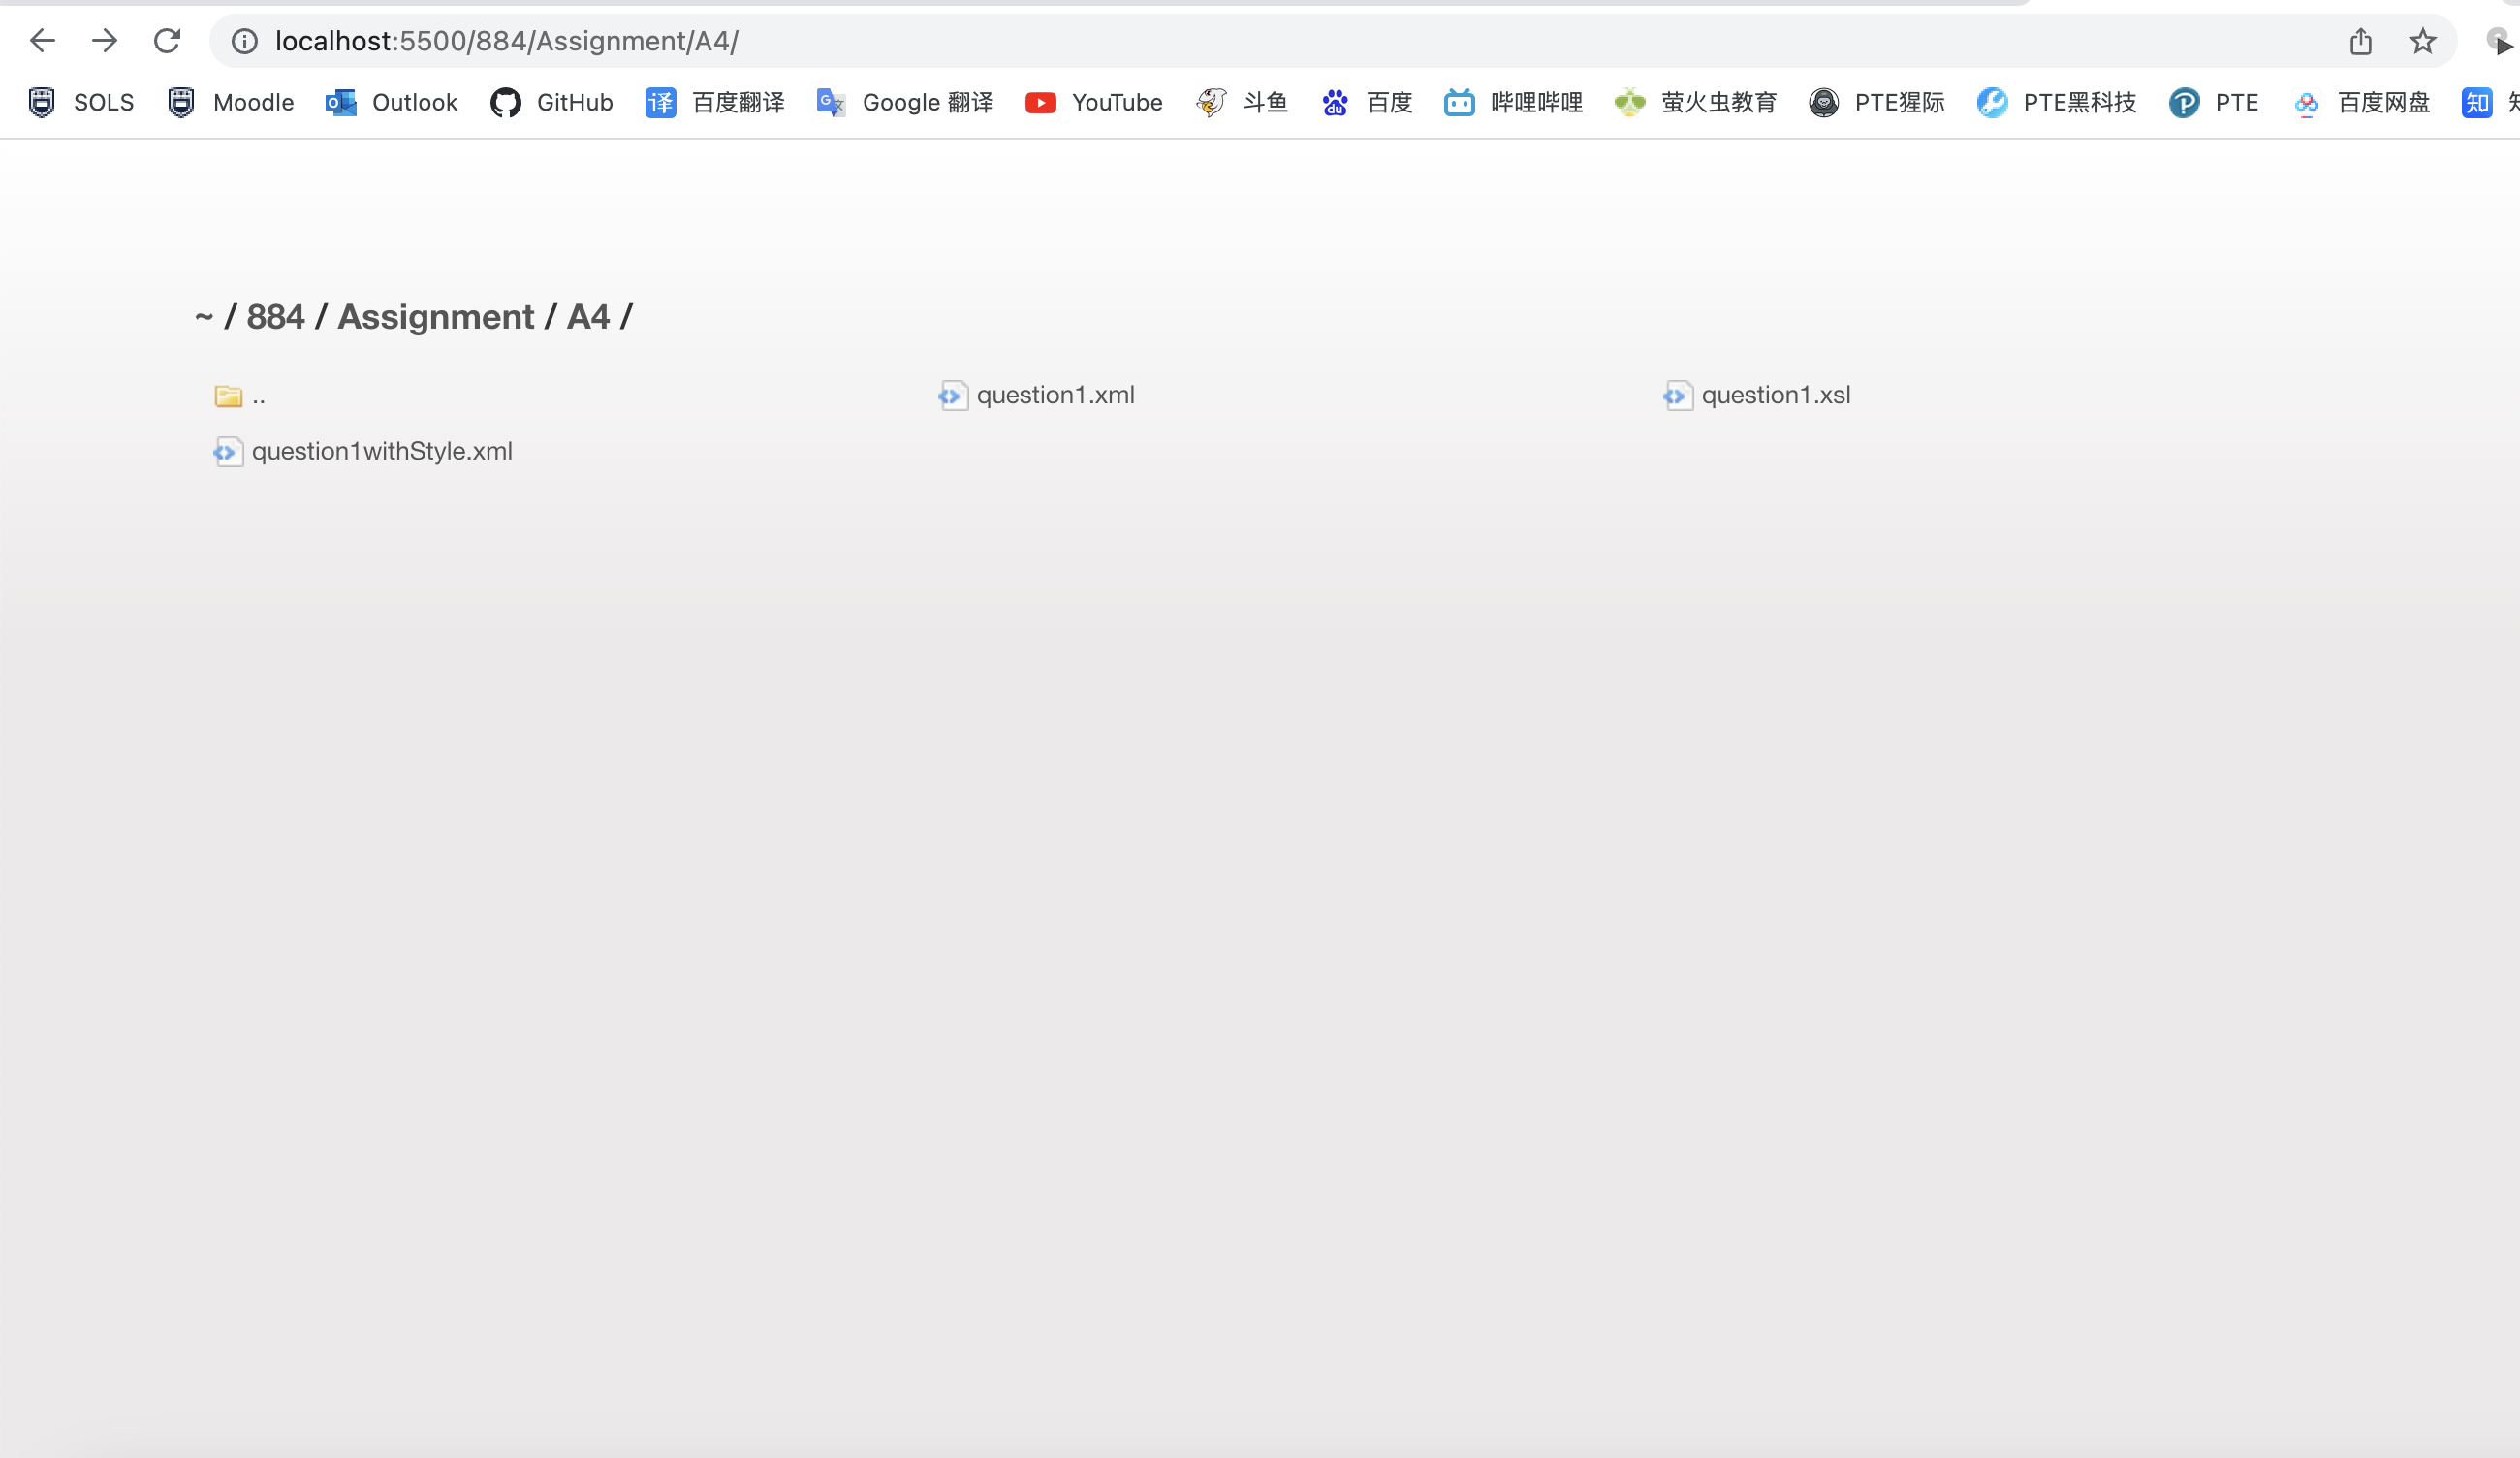 localhost:5500/884/Assignment/A4/
SOLS Moodle Outlook GitHub 译 百度翻译 Google 翻译 YouTube 斗鱼 du 百度 哔哩哔哩 萤火虫教育 PTE猩际 PTE黑科技 PTE 百度网盘 知
~ / 884 / Assignment / A4 /
.. question1.xml question1.xsl
question1withStyle.xml